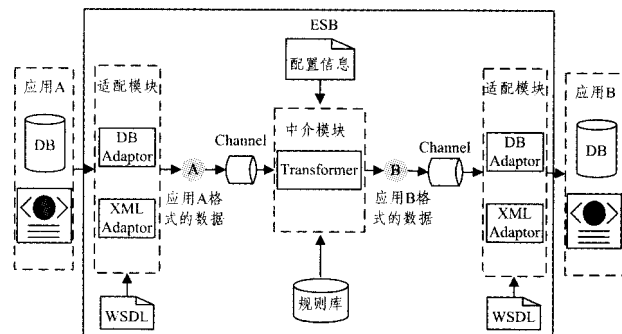 ESB
配置信息
应用A
DB
适配模块
DB
Adaptor
XML
Adaptor
WSDL
A
应用A格
式的数据
Channel
中介模块
Transformer
规则库
B
应用B格
式的数据
Channel
适配模块
DB
Adaptor
XML
Adaptor
WSDL
应用B
DB